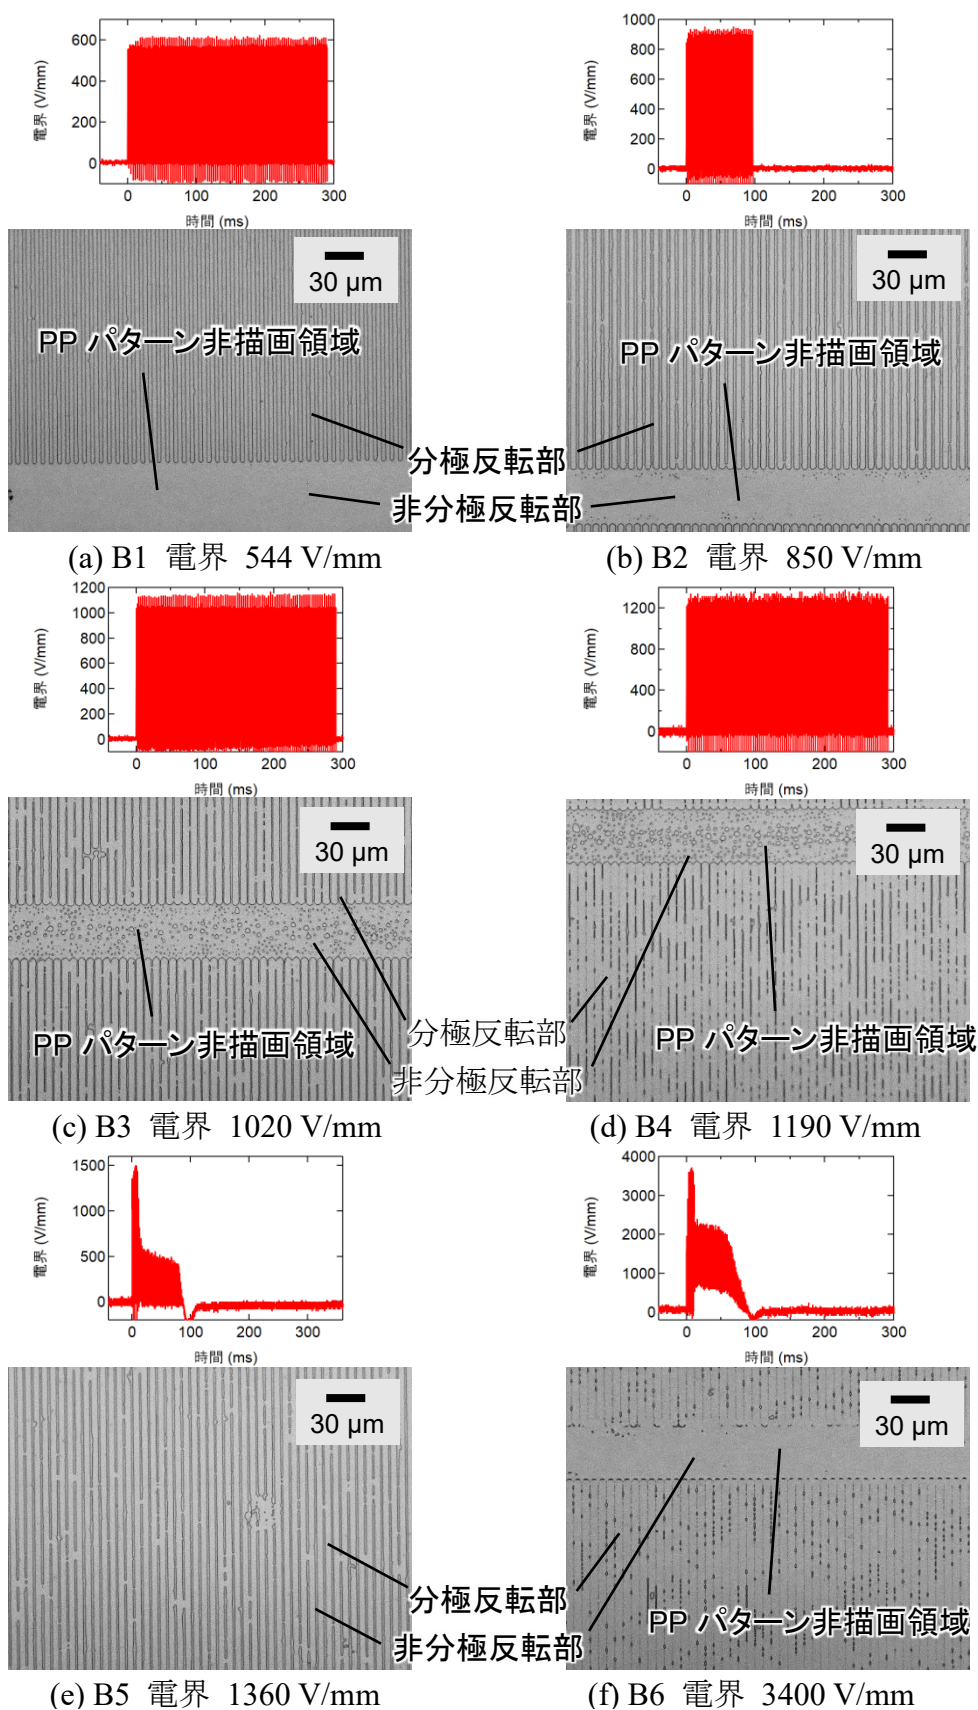 600
400
200
0
電界 (V/mm)
0
100
200
300
時間 (ms)
1000
800
600
400
200
0
電界 (V/mm)
0
100
200
300
時間 (ms)
30 µm
PP パターン非描画領域
30 µm
PP パターン非描画領域
分極反転部
非分極反転部
(a) B1 電界 544 V/mm
(b) B2 電界 850 V/mm
1200
1000
800
600
400
200
0
電界 (V/mm)
0
100
200
300
時間 (ms)
1200
800
400
0
電界 (V/mm)
0
100
200
300
時間 (ms)
30 µm
PP パターン非描画領域
30 µm
PP パターン非描画領域
分極反転部
非分極反転部
(c) B3 電界 1020 V/mm
(d) B4 電界 1190 V/mm
1500
1000
500
0
電界 (V/mm)
0
100
200
300
時間 (ms)
4000
3000
2000
1000
0
電界 (V/mm)
0
100
200
300
時間 (ms)
30 µm
30 µm
分極反転部
非分極反転部
PP パターン非描画領域
(e) B5 電界 1360 V/mm
(f) B6 電界 3400 V/mm